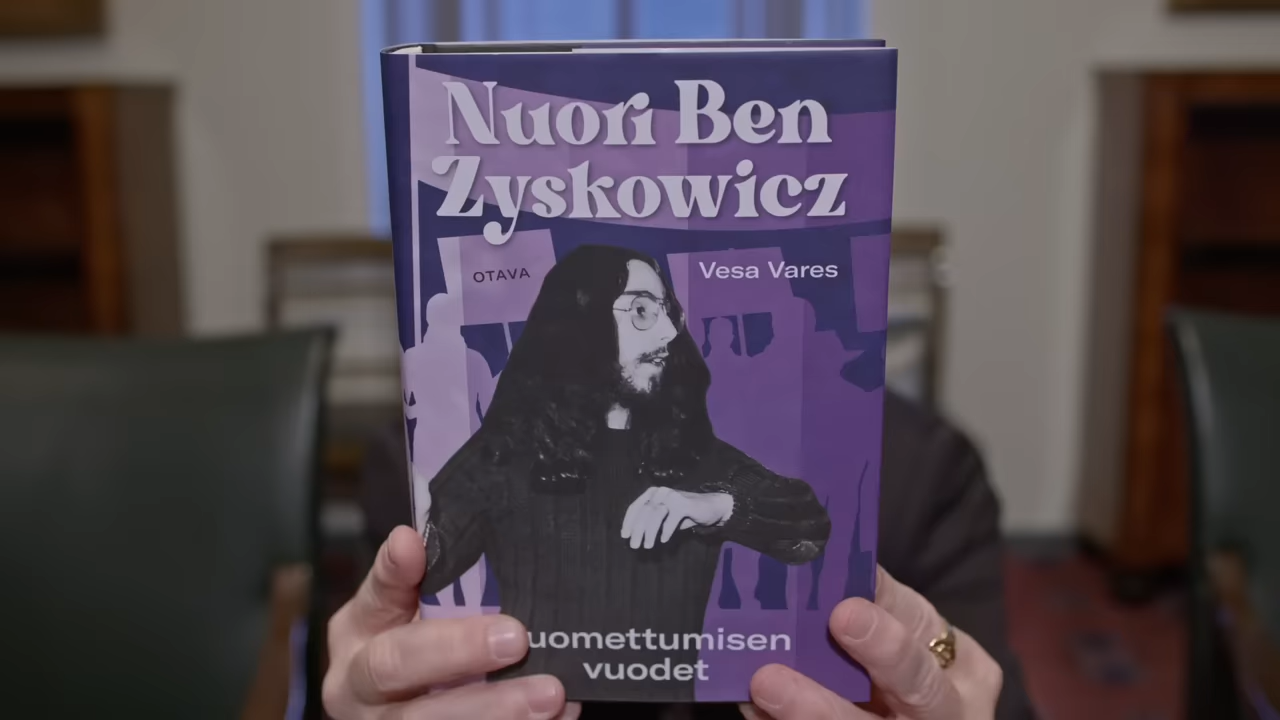 Nuori Ben
Zyskowicz
OTAVA
Vesa Vares
uomettumisen
vuodet